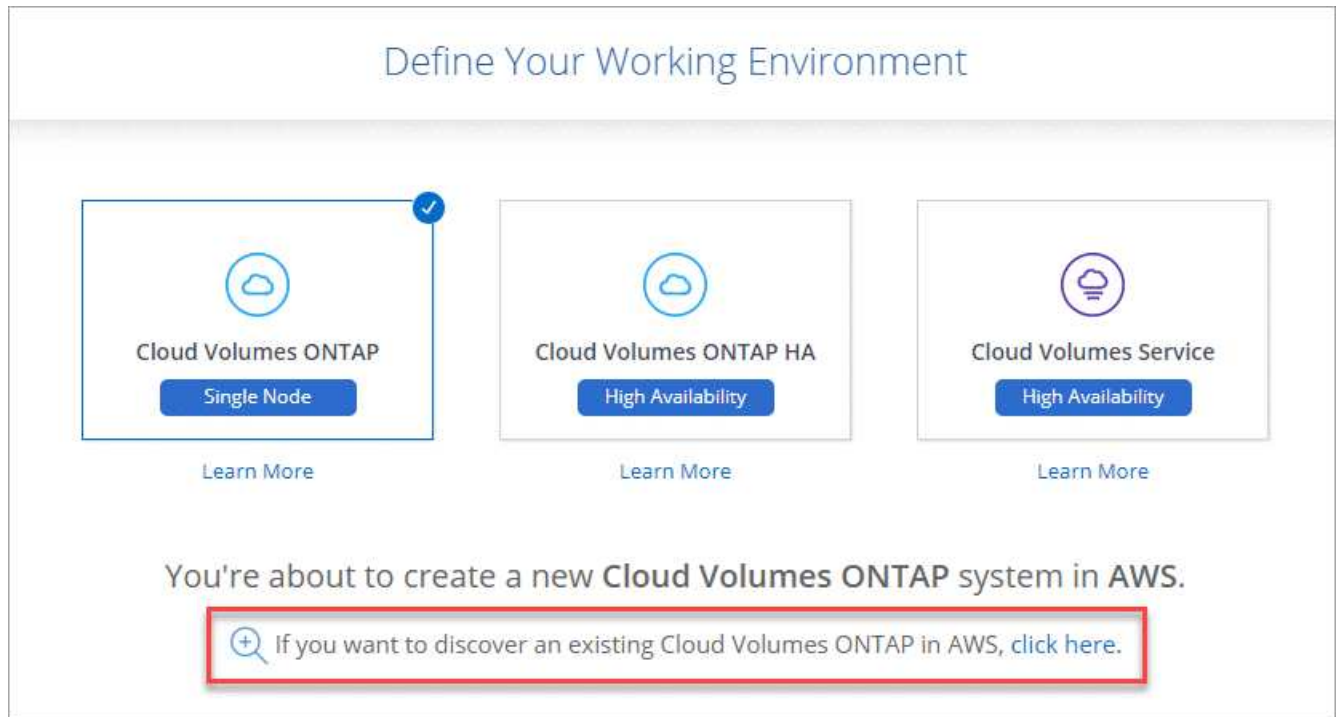 Define Your Working Environment
Cloud Volumes ONTAP
Single Node
Learn More
Cloud Volumes ONTAP HA
High Availability
Learn More
Cloud Volumes Service
High Availability
Learn More
You're about to create a new Cloud Volumes ONTAP system in AWS.
If you want to discover an existing Cloud Volumes ONTAP in AWS, click here.